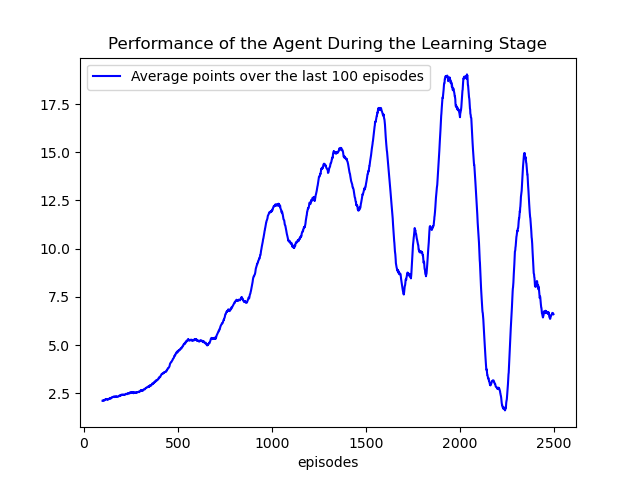 Performance of the Agent During the Learning Stage
Average points over the last 100 episodes
17.5
15.0
12.5
10.0
7.5
5.0
2.5
0 500 1000 1500 2000 2500
episodes